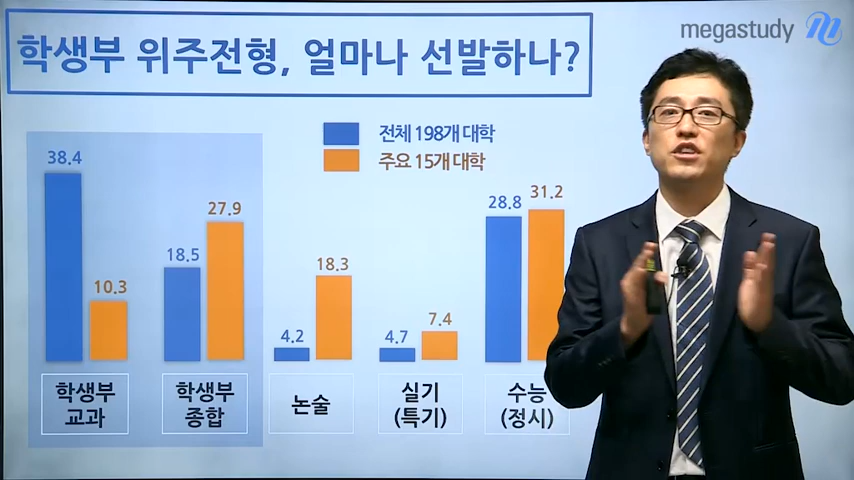 megastudy
학생부 위주전형, 얼마나 선발하나?
전체 198개 대학
주요 15개 대학
38.4
10.3
18.5
27.9
4.2
18.3
4.7
7.4
28.8
31.2
학생부
교과
학생부
종합
논술
실기
(특기)
수능
(정시)